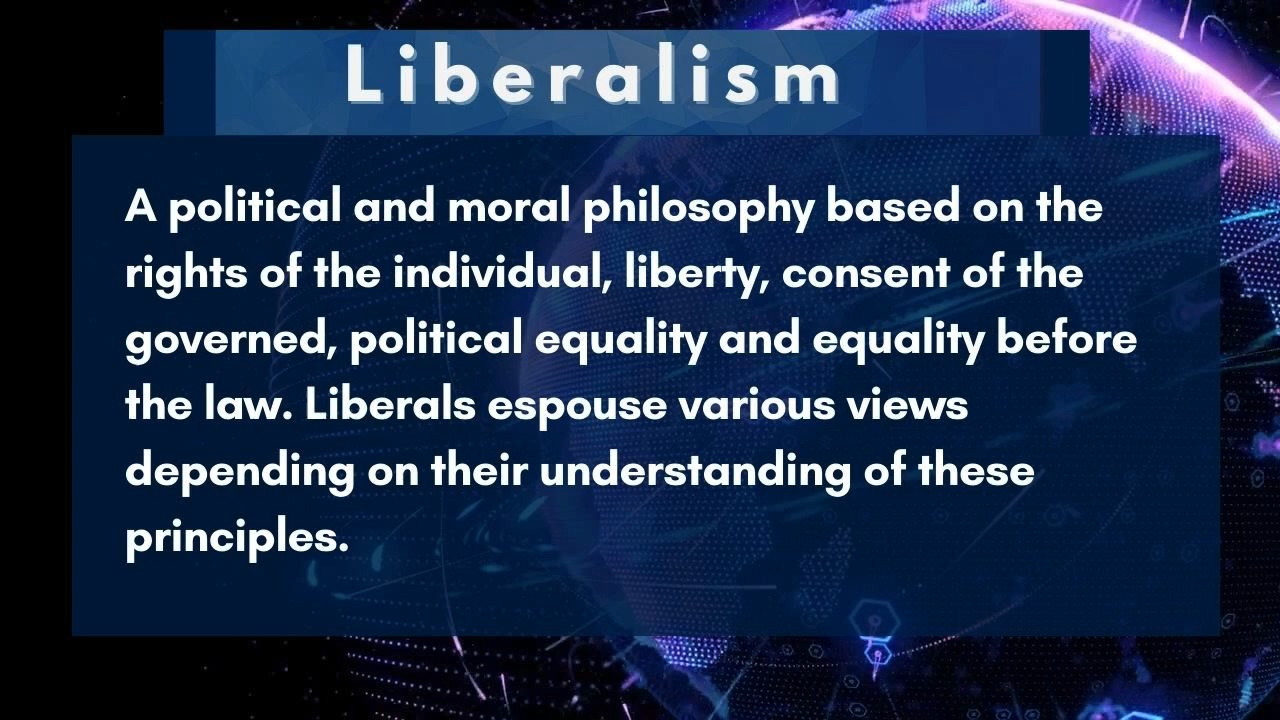 Liberalism
A political and moral philosophy based on the
rights of the individual, liberty, consent of the
governed, political equality and equality before
the law. Liberals espouse various views
depending on their understanding of these
principles.